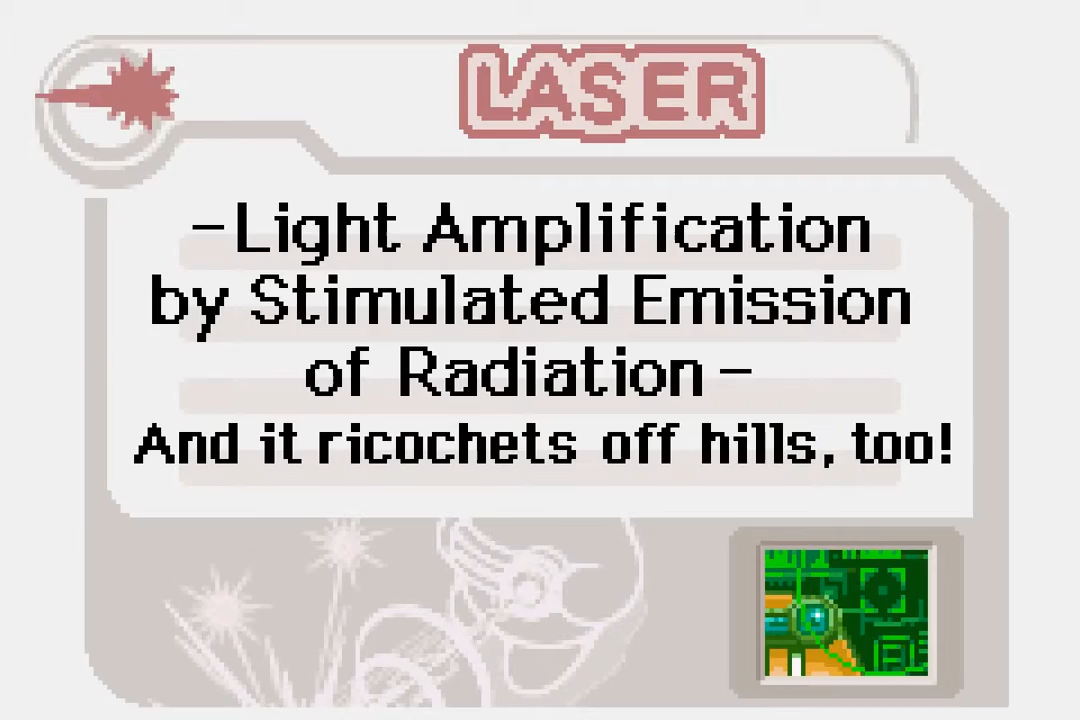 LASER
-Light Amplification
by Stimulated Emission
of Radiation-
And it ricochets off hills, too!